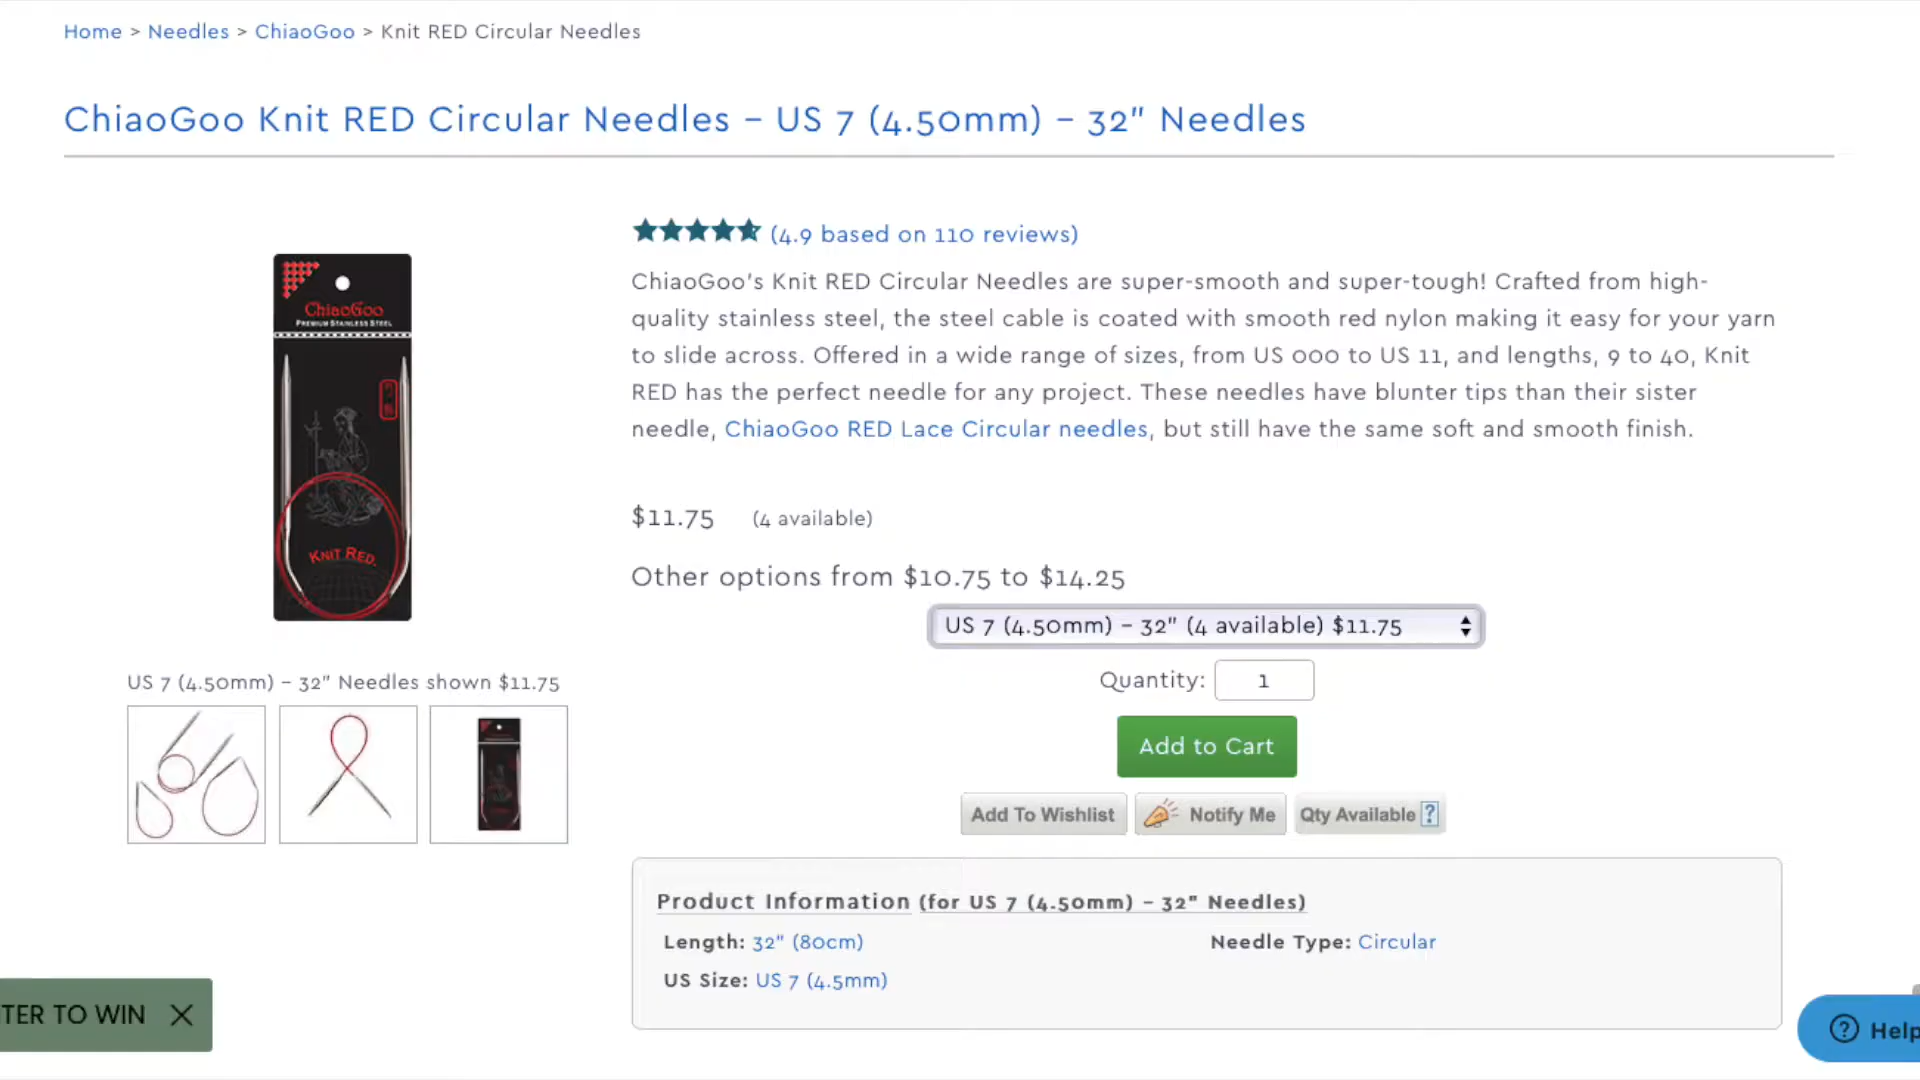 Home > Needles > ChiaoGoo > Knit RED Circular Needles
ChiaoGoo Knit RED Circular Needles - US 7 (4.50mm) - 32" Needles
(4.9 based on 110 reviews)
ChiaoGoo's Knit RED Circular Needles are super-smooth and super-tough! Crafted from high-
quality stainless steel, the steel cable is coated with smooth red nylon making it easy for your yarn
to slide across. Offered in a wide range of sizes, from US 000 to US 11, and lengths, 9 to 40, Knit
RED has the perfect needle for any project. These needles have blunter tips than their sister
needle, ChiaoGoo RED Lace Circular needles, but still have the same soft and smooth finish.
ChiaoGoo
PREMIUM STAINLESS STEEL
KNIT RED.
$11.75 (4 available)
Other options from $10.75 to $14.25
US 7 (4.50mm) - 32" (4 available) $11.75
Quantity: 1
US 7 (4.50mm) - 32" Needles shown $11.75
Add to Cart
Add To Wishlist Notify Me Qty Available ?
Product Information (for US 7 (4.50mm) - 32" Needles)
Length: 32" (80cm) Needle Type: Circular
US Size: US 7 (4.5mm)
TER TO WIN X
? Help